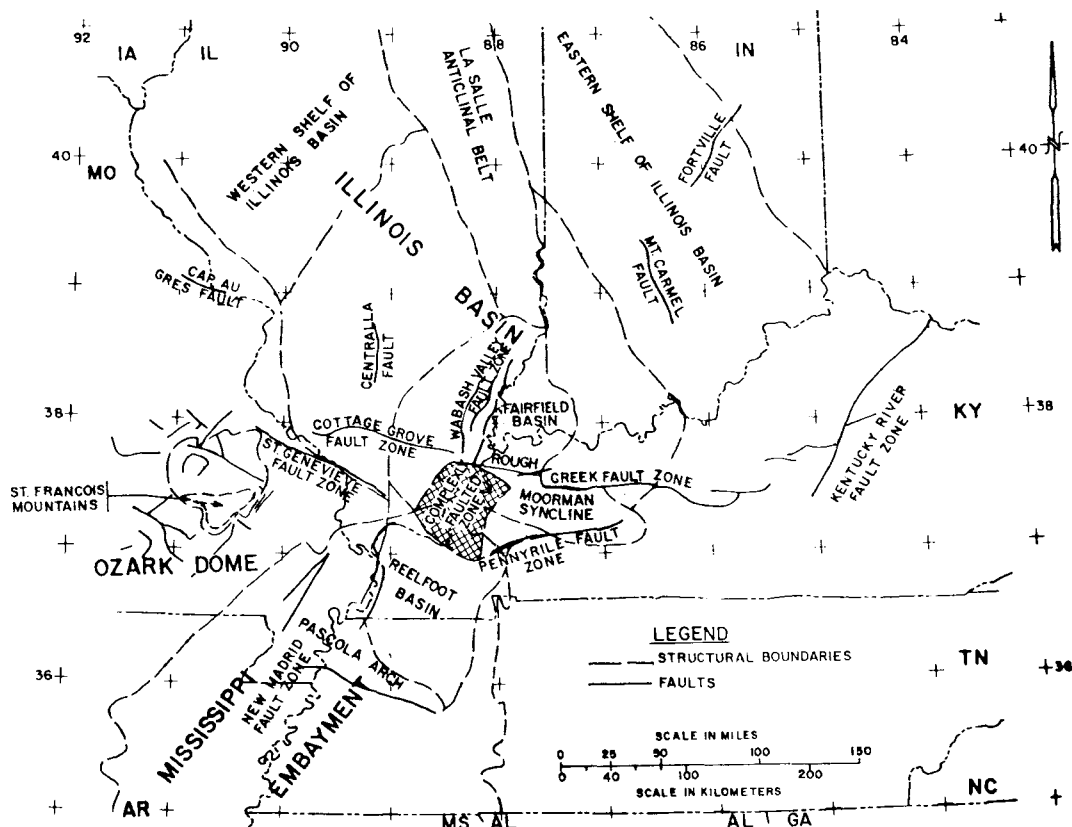 92
90
88
86
84
IA
IL
IN
LA SALLE
ANTICLINAL BELT
WESTERN SHELF OF
ILLINOIS BASIN
EASTERN SHELF OF ILLINOIS BASIN
FORTVILLE
FAULT
N
40
40
MO
ILLINOIS
BASIN
MT. CARMEL
FAULT
CAP AU
GRES FAULT
CENTRALLA
FAULT
WABASH VALLEY
FAULT ZONE
FAIRFIELD
BASIN
38
KY
38
COTTAGE GROVE
FAULT ZONE
KENTUCKY RIVER
FAULT ZONE
ST. GENEVIEVE
FAULT ZONE
ROUGH
CREEK FAULT ZONE
COMPLEX
FAULTED
ZONE
MOORMAN
SYNCLINE
ST. FRANCOIS
MOUNTAINS
PENNYRILE FAULT
ZONE
OZARK DOME
REELFOOT
BASIN
PASCOLA ARCH
NEW MADRID
FAULT ZONE
MISSISSIPPI
EMBAYMENT
LEGEND
STRUCTURAL BOUNDARIES
FAULTS
36
TN
36
SCALE IN MILES
0 25 50 100 150
0 40 100 200
SCALE IN KILOMETERS
AR
MS
AL
AL
GA
NC